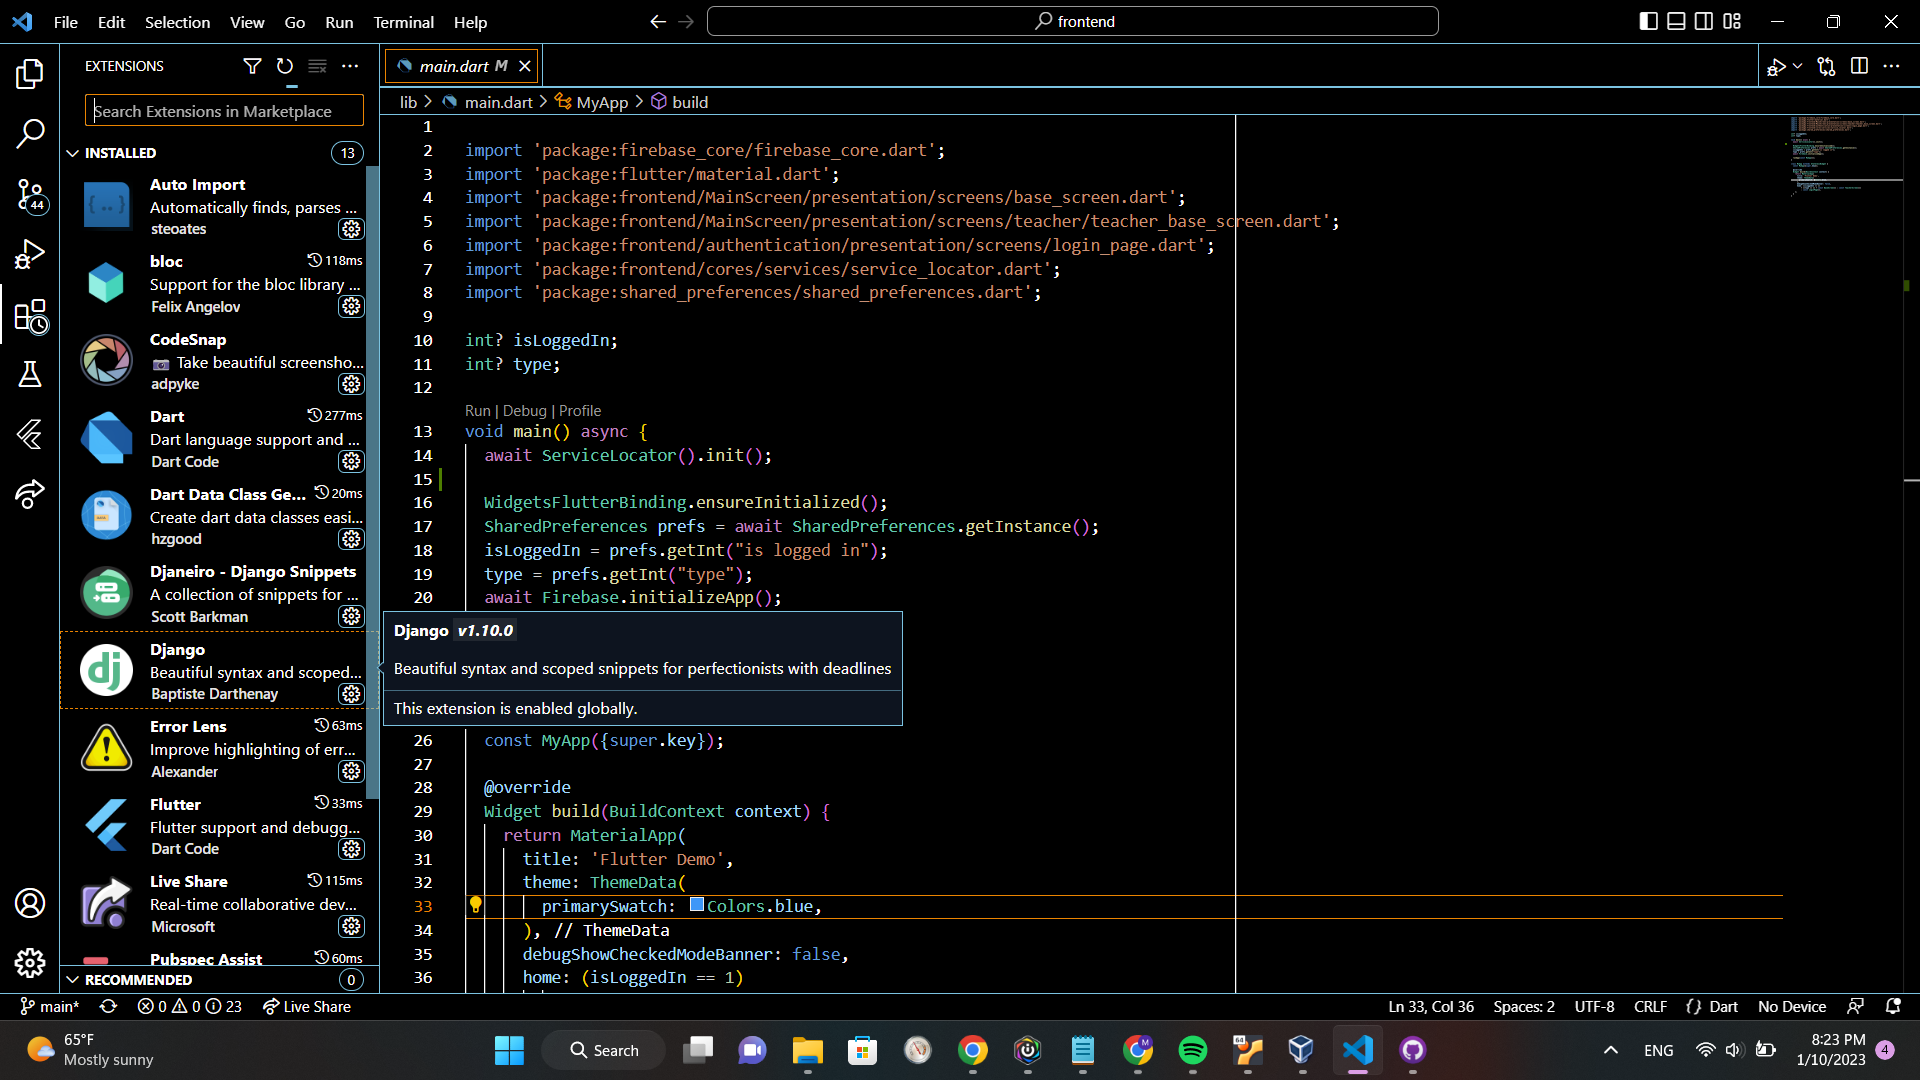 File Edit Selection View Go Run Terminal Help
frontend
EXTENSIONS
Search Extensions in Marketplace
INSTALLED 13
Auto Import
Automatically finds, parses ...
steoates
bloc 118ms
Support for the bloc library ...
Felix Angelov
CodeSnap
📷 Take beautiful screensho...
adpyke
Dart 277ms
Dart language support and ...
Dart Code
Dart Data Class Ge... 20ms
Create dart data classes easi...
hzgood
Djaneiro - Django Snippets
A collection of snippets for ...
Scott Barkman
Django
Beautiful syntax and scoped...
Baptiste Darthenay
Error Lens 63ms
Improve highlighting of err...
Alexander
Flutter 33ms
Flutter support and debugg...
Dart Code
Live Share 115ms
Real-time collaborative dev...
Microsoft
Pubspec Assist 60ms
RECOMMENDED 0
44
main.dart M
lib > main.dart > MyApp > build
1
2 import 'package:firebase_core/firebase_core.dart';
3 import 'package:flutter/material.dart';
4 import 'package:frontend/MainScreen/presentation/screens/base_screen.dart';
5 import 'package:frontend/MainScreen/presentation/screens/teacher/teacher_base_screen.dart';
6 import 'package:frontend/authentication/presentation/screens/login_page.dart';
7 import 'package:frontend/cores/services/service_locator.dart';
8 import 'package:shared_preferences/shared_preferences.dart';
9
10 int? isLoggedIn;
11 int? type;
12
Run | Debug | Profile
13 void main() async {
14 await ServiceLocator().init();
15
16 WidgetsFlutterBinding.ensureInitialized();
17 SharedPreferences prefs = await SharedPreferences.getInstance();
18 isLoggedIn = prefs.getInt("is logged in");
19 type = prefs.getInt("type");
20 await Firebase.initializeApp();
Django v1.10.0
Beautiful syntax and scoped snippets for perfectionists with deadlines
This extension is enabled globally.
26 const MyApp({super.key});
27
28 @override
29 Widget build(BuildContext context) {
30 return MaterialApp(
31 title: 'Flutter Demo',
32 theme: ThemeData(
33 primarySwatch: Colors.blue,
34 ), // ThemeData
35 debugShowCheckedModeBanner: false,
36 home: (isLoggedIn == 1)
main* 0 0 23 Live Share
Ln 33, Col 36 Spaces: 2 UTF-8 CRLF {} Dart No Device
65°F
Mostly sunny
Search
ENG
8:23 PM
1/10/2023
4